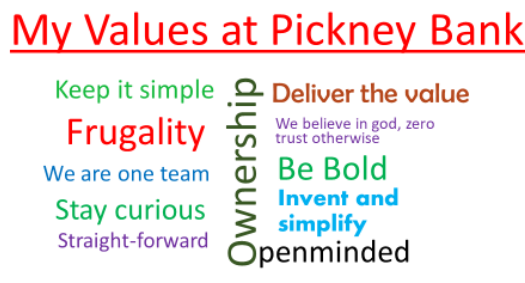 My Values at Pickney Bank
Keep it simple
Frugality
We are one team
Stay curious
Straight-forward
Ownership
Deliver the value
We believe in god, zero
trust otherwise
Be Bold
Invent and
simplify
Openminded